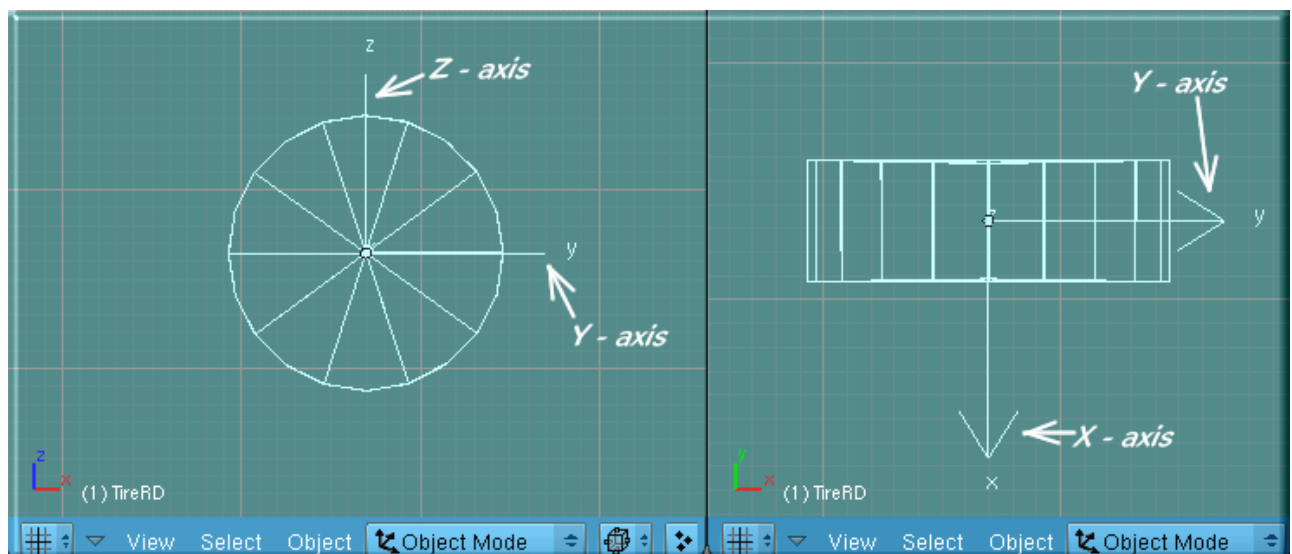 z
Z - axis
y
Y - axis
z
x
(1) TireRD
View Select Object Object Mode
Y - axis
y
X - axis
x
y
x
(1) TireRD
View Select Object Object Mode